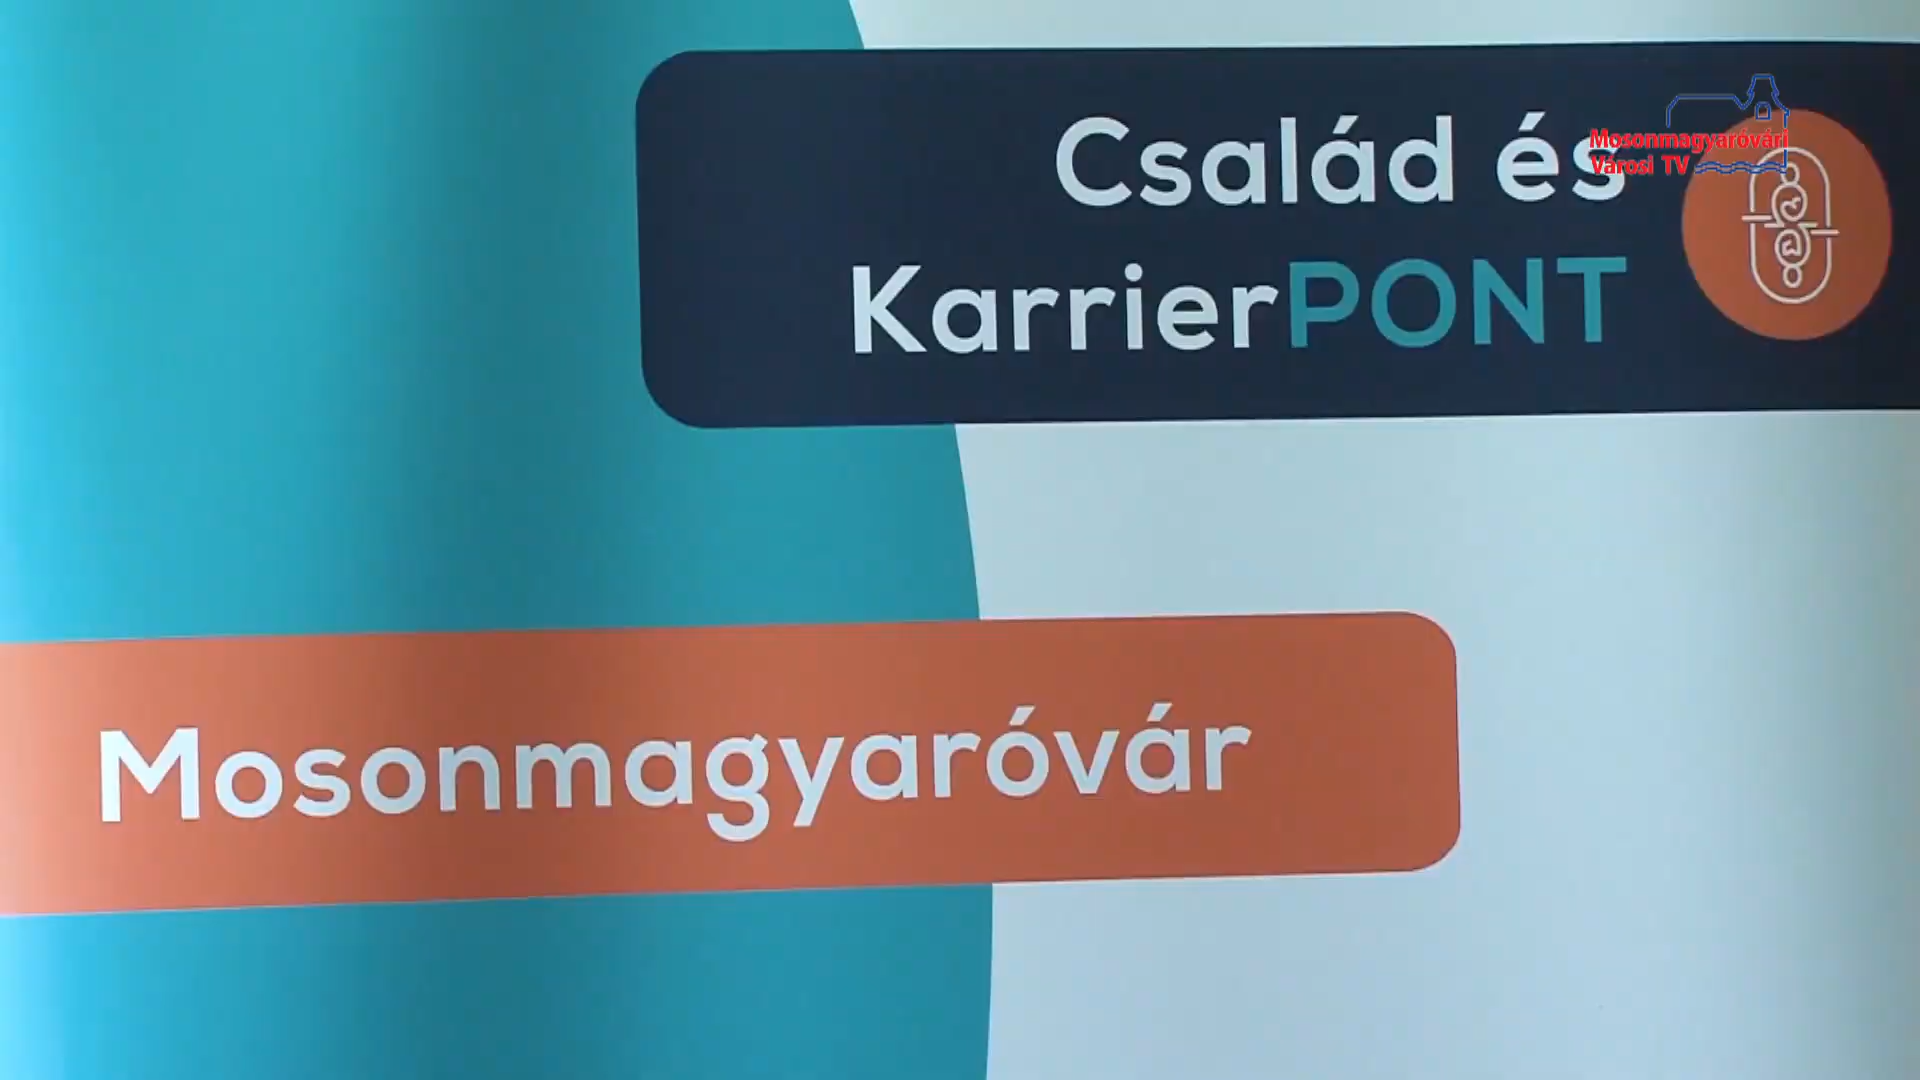 Család és
KarrierPONT
Mosonmagyaróvári
Városi TV
Mosonmagyaróvár